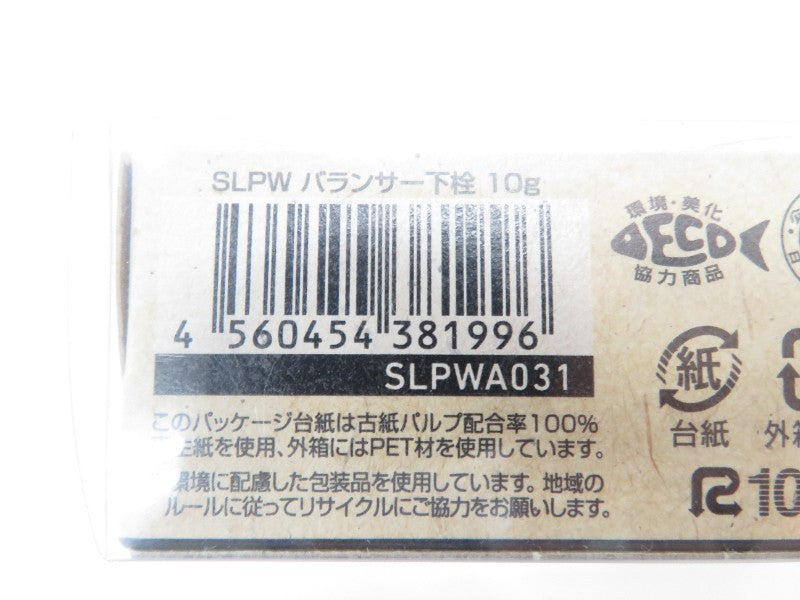 SLPW バランサー下栓 10g
4 560454 381996
SLPWA031
このパッケージ台紙は古紙パルプ配合率100%
生紙を使用、外箱にはPET材を使用しています。
環境に配慮した包装品を使用しています。地域の
ルールに従ってリサイクルにご協力をお願いします。
環境・美化
ECO
協力商品
紙
台紙
外箱
R10